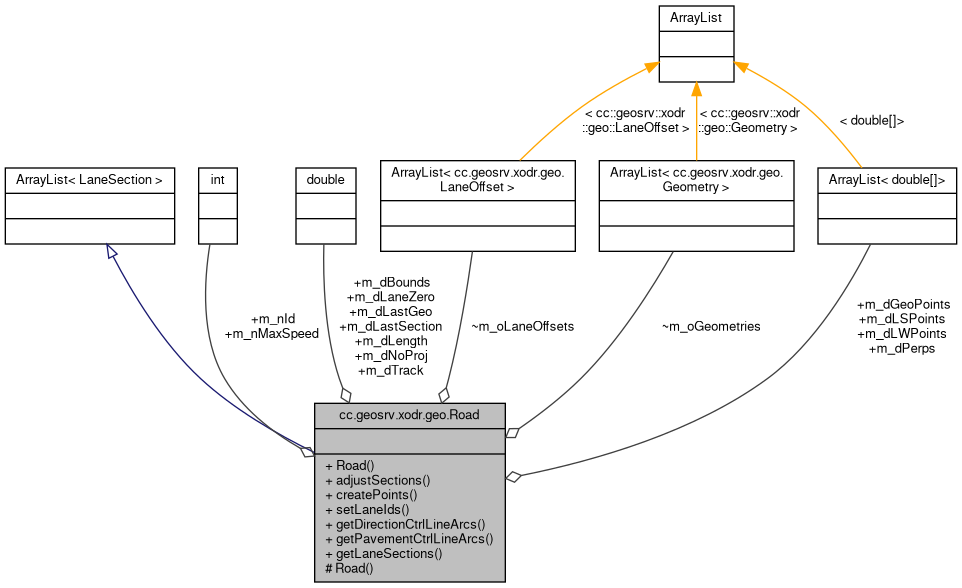 ArrayList
< cc::geosrv::xodr
::geo::LaneOffset >
< cc::geosrv::xodr
::geo::Geometry >
< double[]>
ArrayList< LaneSection >
int
double
ArrayList< cc.geosrv.xodr.geo.
LaneOffset >
ArrayList< cc.geosrv.xodr.geo.
Geometry >
ArrayList< double[]>
+m_nId
+m_nMaxSpeed
+m_dBounds
+m_dLaneZero
+m_dLastGeo
+m_dLastSection
+m_dLength
+m_dNoProj
+m_dTrack
~m_oLaneOffsets
~m_oGeometries
+m_dGeoPoints
+m_dLSPoints
+m_dLWPoints
+m_dPerps
cc.geosrv.xodr.geo.Road
+ Road()
+ adjustSections()
+ createPoints()
+ setLaneIds()
+ getDirectionCtrlLineArcs()
+ getPavementCtrlLineArcs()
+ getLaneSections()
# Road()